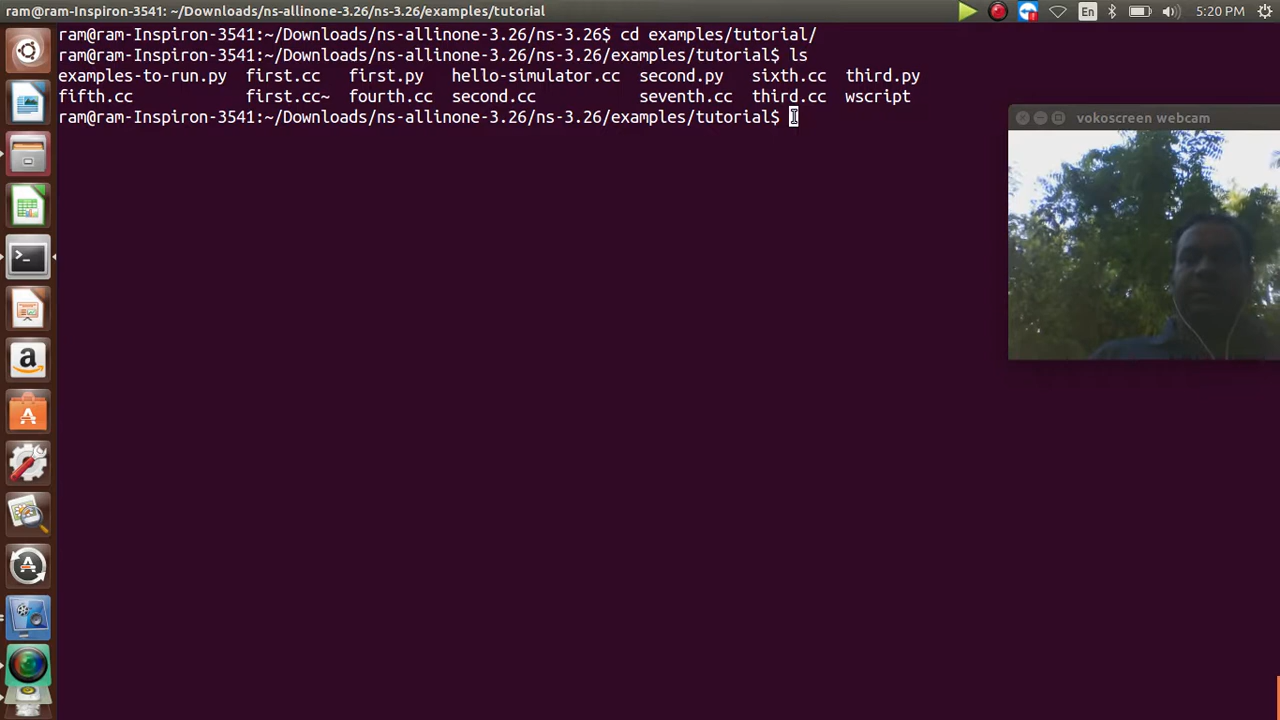 ram@ram-Inspiron-3541: ~/Downloads/ns-allinone-3.26/ns-3.26/examples/tutorial
En
5:20 PM
ram@ram-Inspiron-3541:~/Downloads/ns-allinone-3.26/ns-3.26$ cd examples/tutorial/
ram@ram-Inspiron-3541:~/Downloads/ns-allinone-3.26/ns-3.26/examples/tutorial$ ls
examples-to-run.py first.cc first.py hello-simulator.cc second.py sixth.cc third.py
fifth.cc first.cc~ fourth.cc second.cc seventh.cc third.cc wscript
ram@ram-Inspiron-3541:~/Downloads/ns-allinone-3.26/ns-3.26/examples/tutorial$
vokoscreen webcam